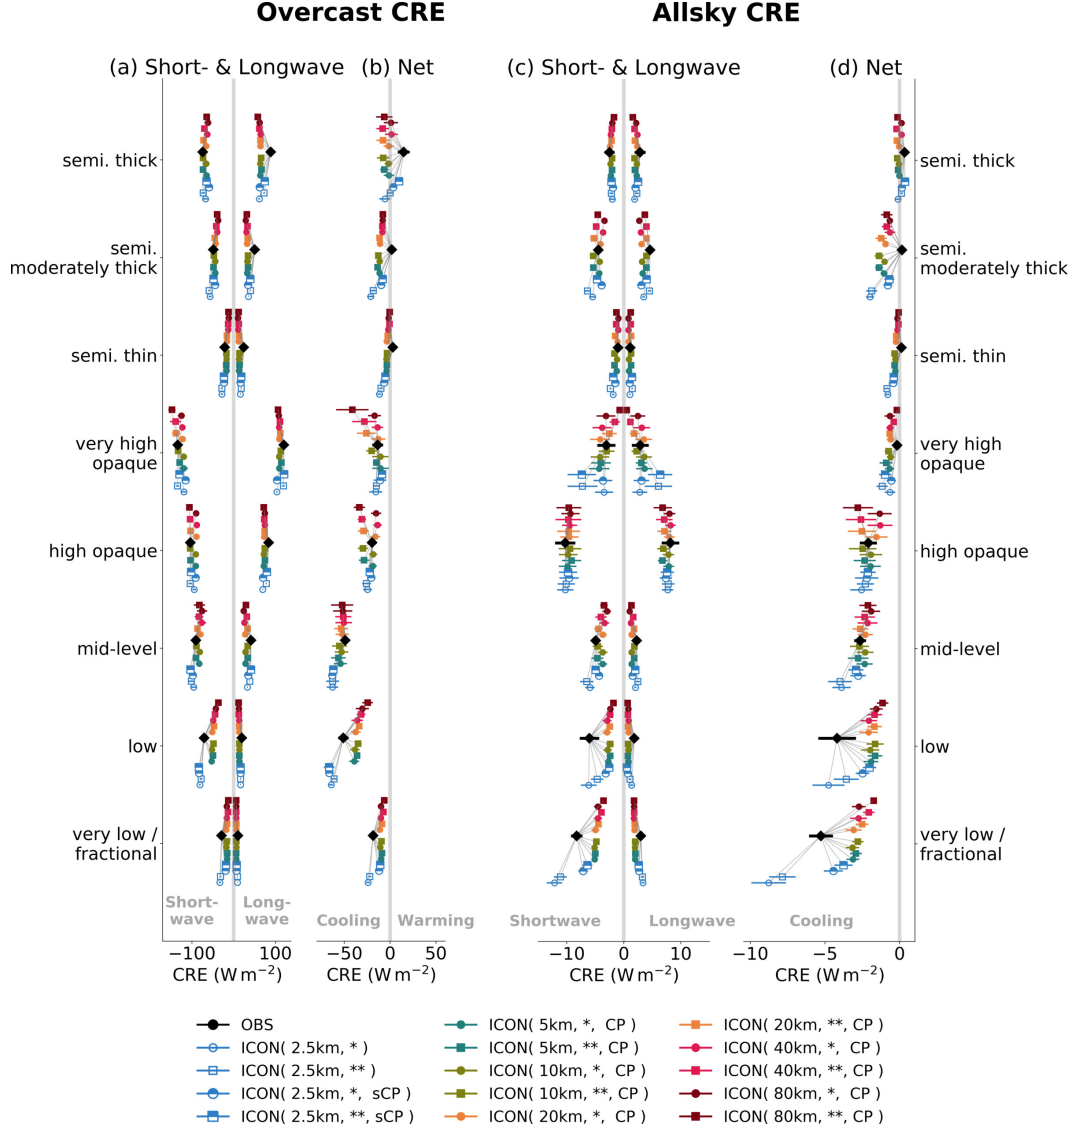 Overcast CRE
Allsky CRE
(a) Short- & Longwave
(b) Net
(c) Short- & Longwave
(d) Net
semi. thick
semi. thick
semi.
moderately thick
semi.
moderately thick
semi. thin
semi. thin
very high
opaque
very high
opaque
high opaque
high opaque
mid-level
mid-level
low
low
very low /
fractional
very low /
fractional
Short-
wave
Long-
wave
Cooling
Warming
Shortwave
Longwave
Cooling
−100 0 100
−50 0 50
−10 0 10
−10 −5 0
CRE (W m−2)
CRE (W m−2)
CRE (W m−2)
CRE (W m−2)
OBS
ICON( 2.5km, * )
ICON( 2.5km, ** )
ICON( 2.5km, *, sCP )
ICON( 2.5km, **, sCP )
ICON( 5km, *, CP )
ICON( 5km, **, CP )
ICON( 10km, *, CP )
ICON( 10km, **, CP )
ICON( 20km, *, CP )
ICON( 20km, **, CP )
ICON( 40km, *, CP )
ICON( 40km, **, CP )
ICON( 80km, *, CP )
ICON( 80km, **, CP )